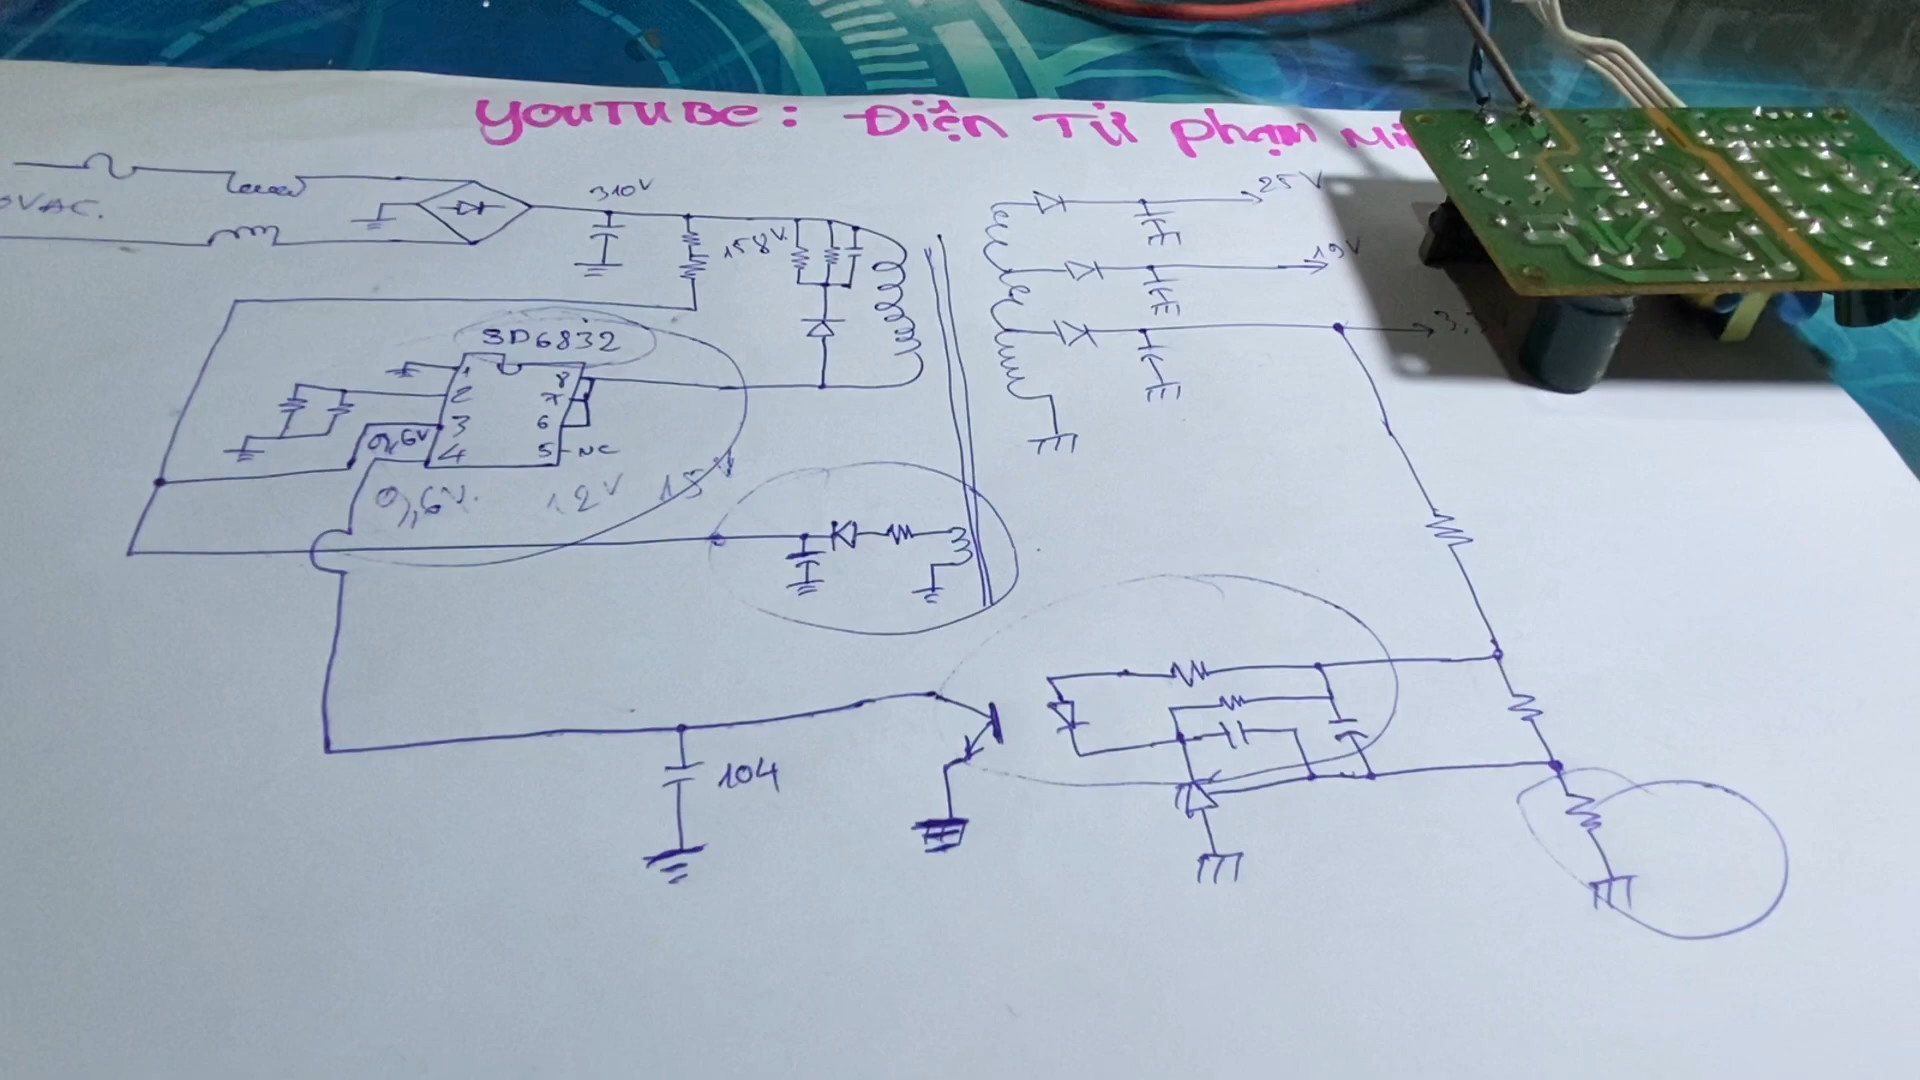 YOUTUBE: Điện Tử Phạm
310V
25V
VAC.
158V.
19V
SD6832
1
8
2
7
3
6
0,6V
4
5 NC
0,6V.
12V
15V
104